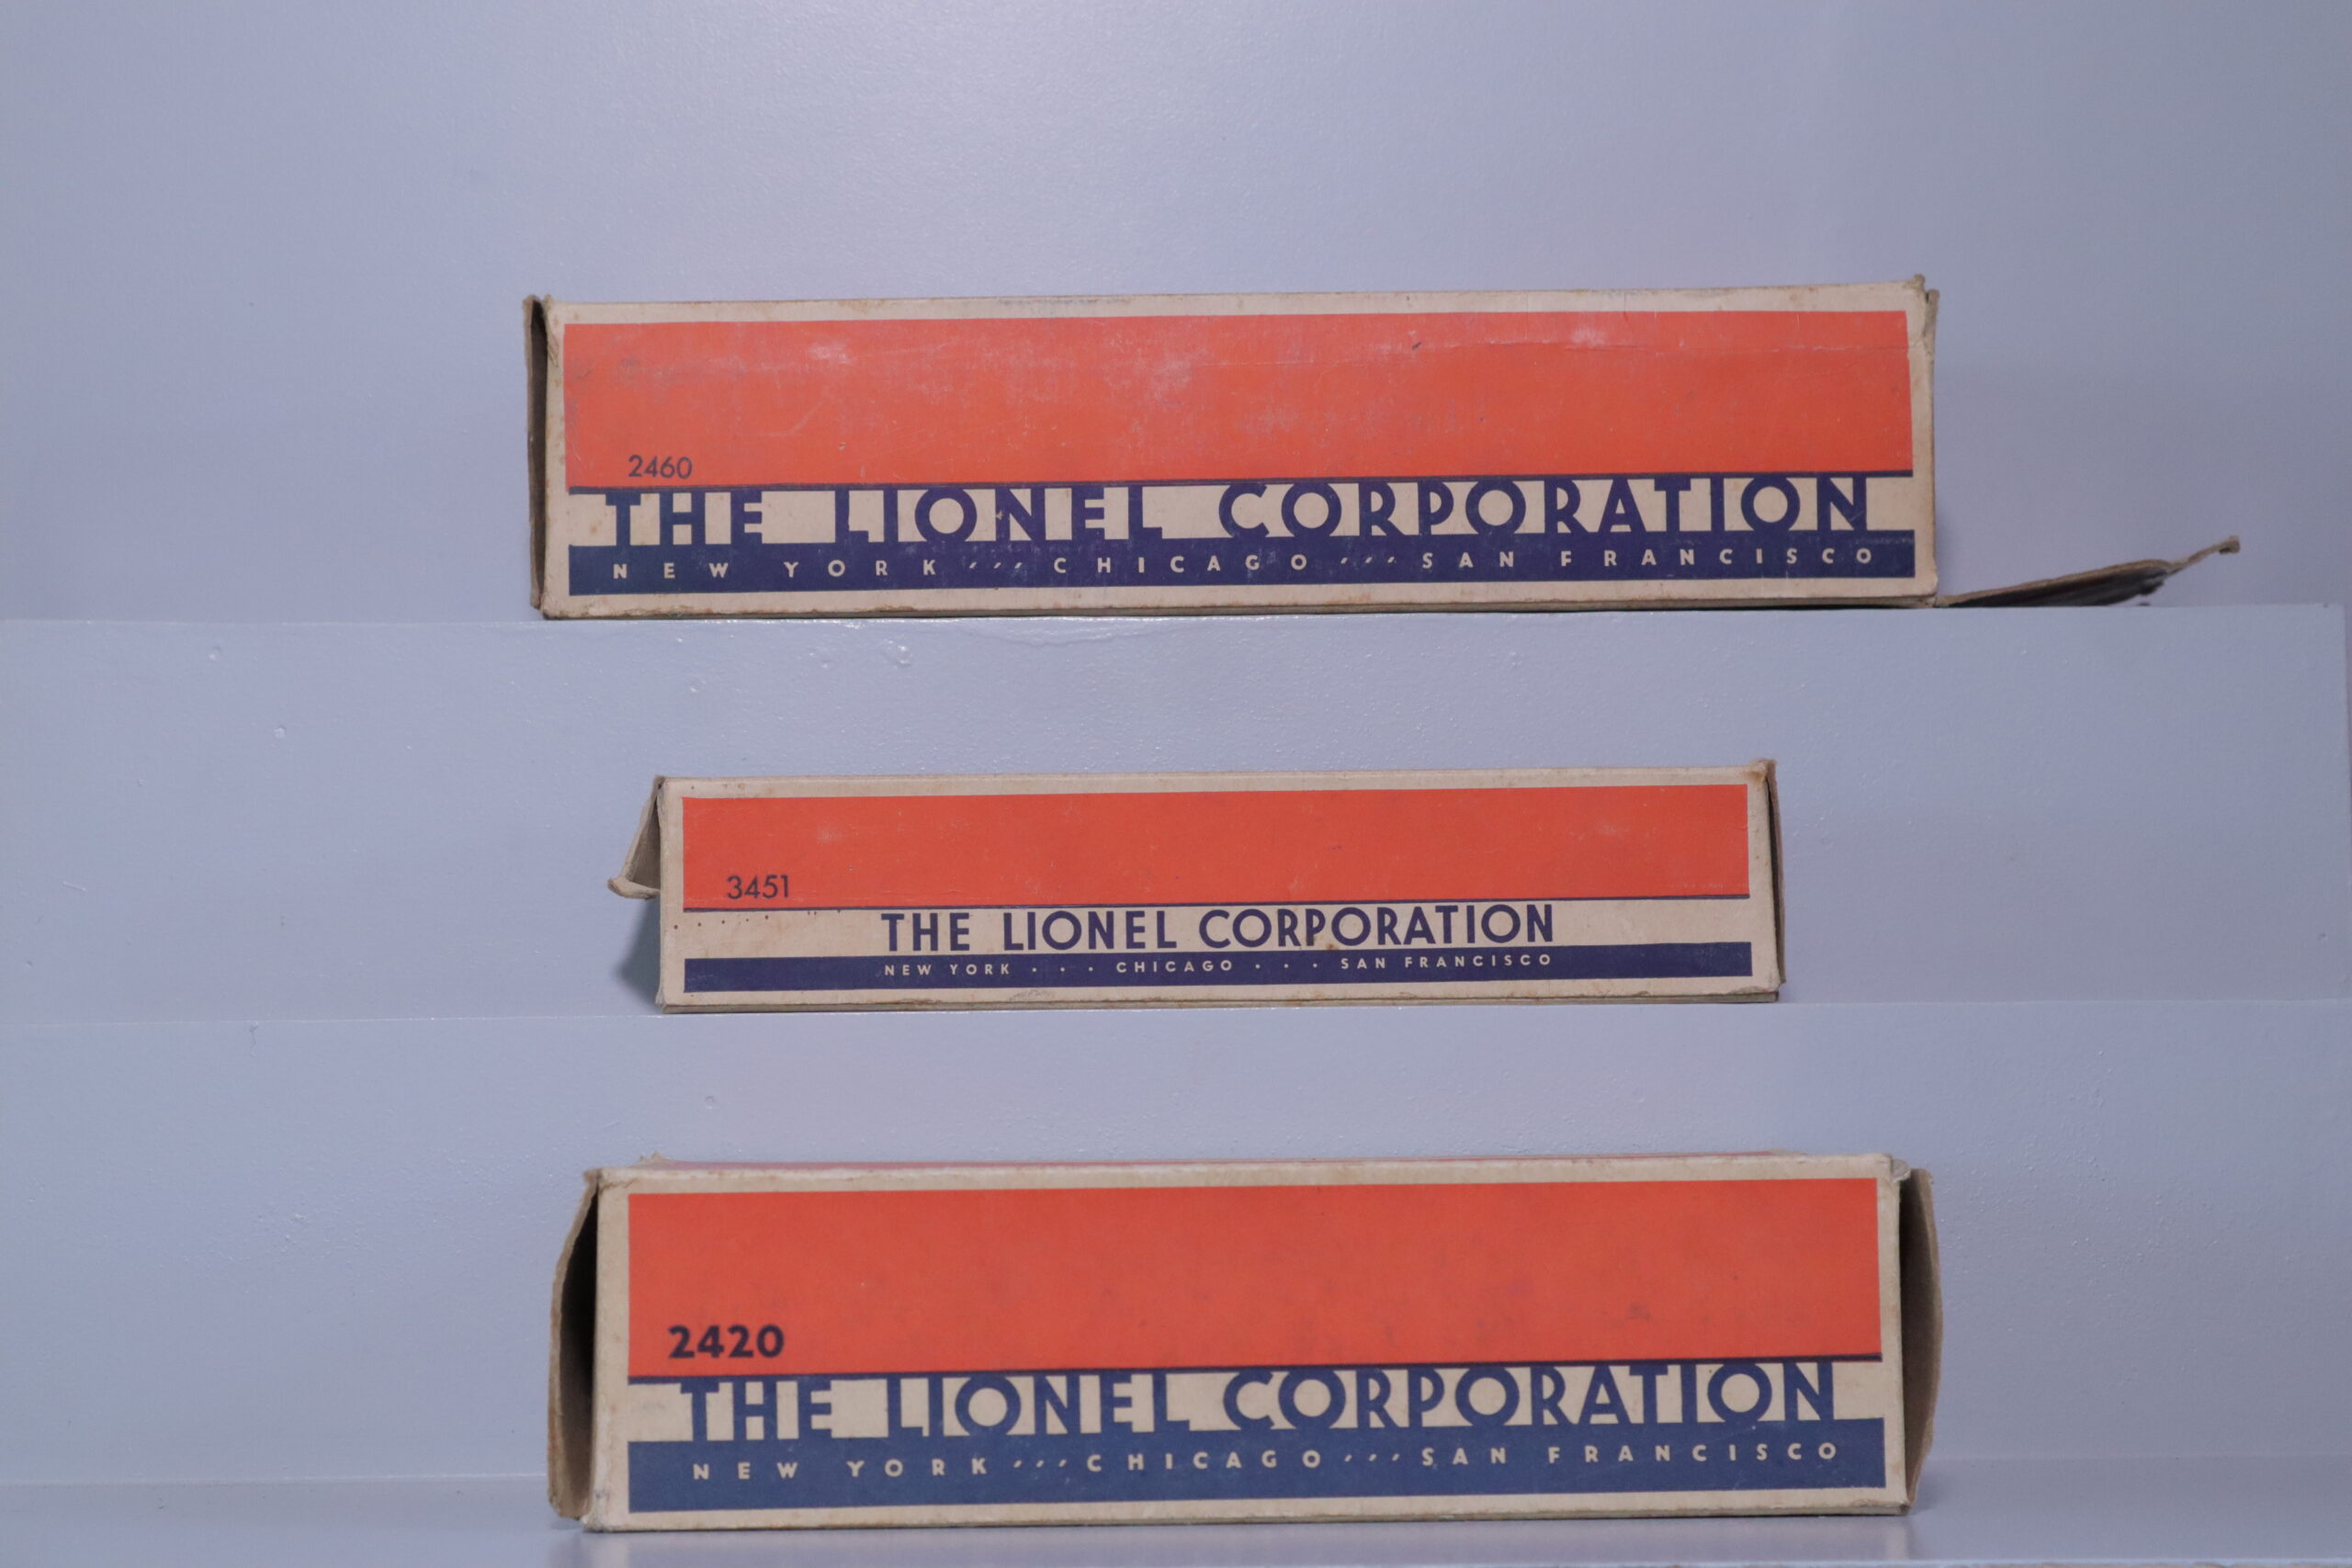 2460
THE LIONEL CORPORATION
NEW YORK ′′′ CHICAGO ′′′ SAN FRANCISCO
3451
THE LIONEL CORPORATION
NEW YORK · · · CHICAGO · · · SAN FRANCISCO
2420
THE LIONEL CORPORATION
NEW YORK ′′′ CHICAGO ′′′ SAN FRANCISCO